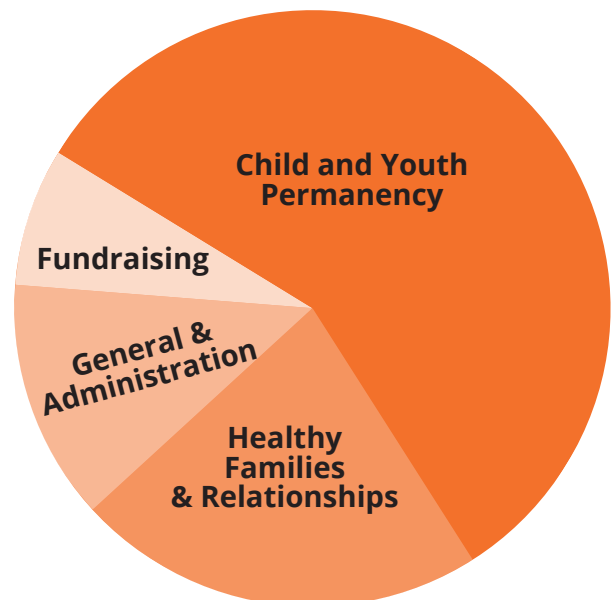 Child and Youth
Permanency
Fundraising
General &
Administration
Healthy
Families
& Relationships